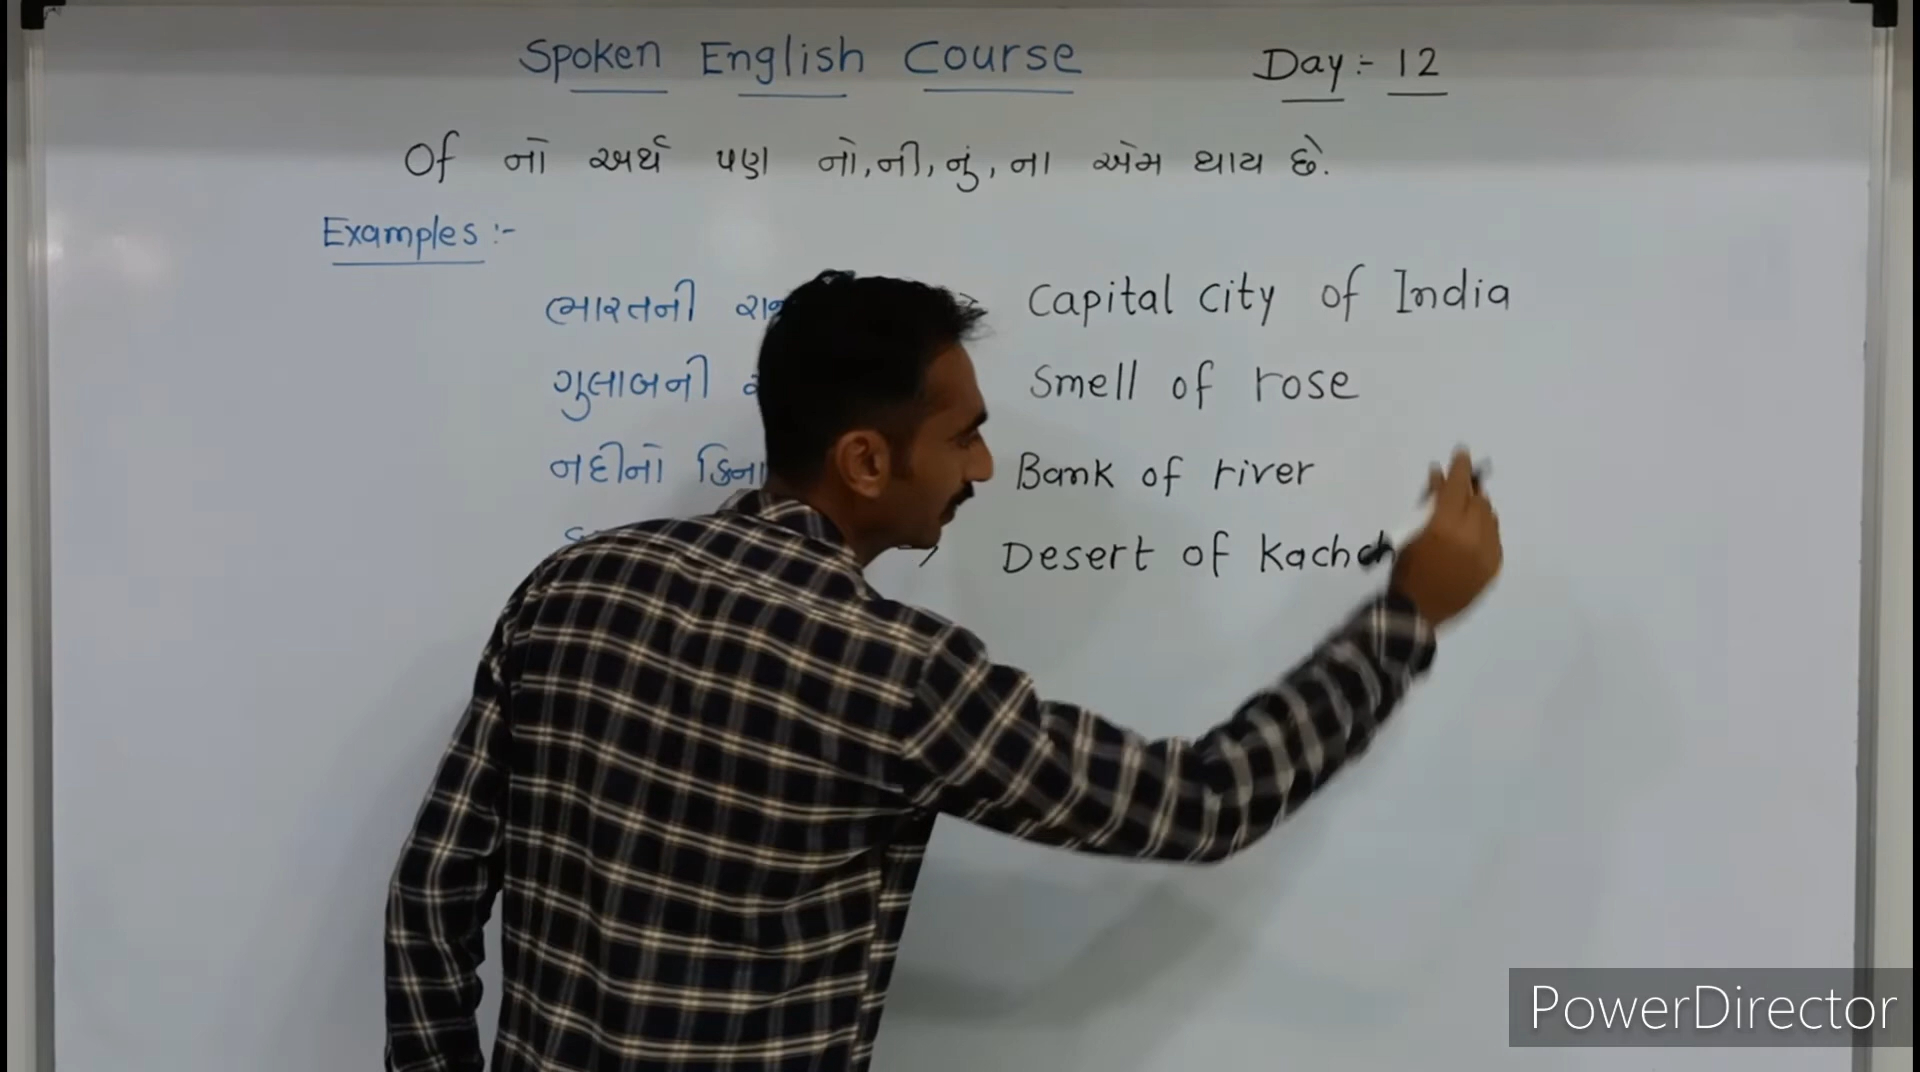 Spoken English Course Day:- 12
Of નો અર્થ પણ નો,ની,નું,ના એમ થાય છે.
Examples:-
ભારતની Capital city of India
ગુલાબની Smell of rose
નદીનો Bank of river
Desert of Kachch
PowerDirector